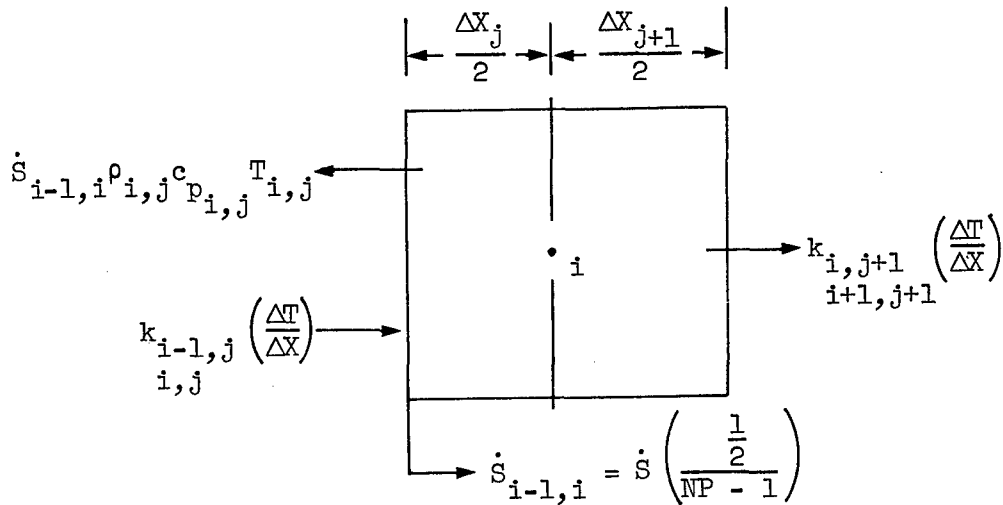 ΔX_j/2 ΔX_{j+1}/2
Ṡ_{i-1,i} ρ_{i,j} c_{p_{i,j}} T_{i,j}
i
k_{i,j+1 i+1,j+1} (ΔT/ΔX)
k_{i-1,j i,j} (ΔT/ΔX)
Ṡ_{i-1,i} = Ṡ ((1/2)/(NP - 1))